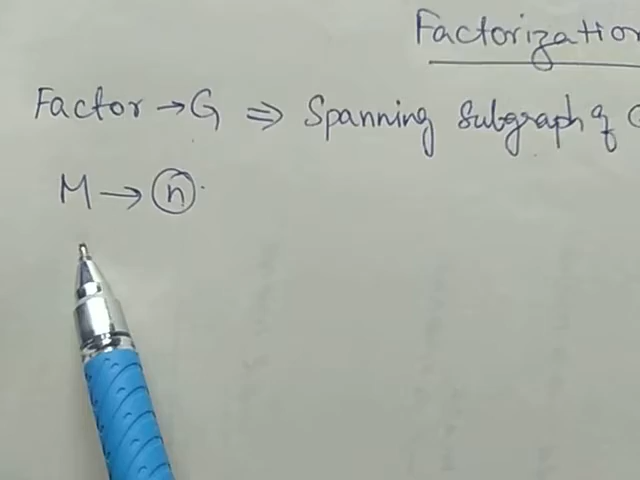 Factorization
Factor → G ⇒ Spanning Subgraph of G
M → n